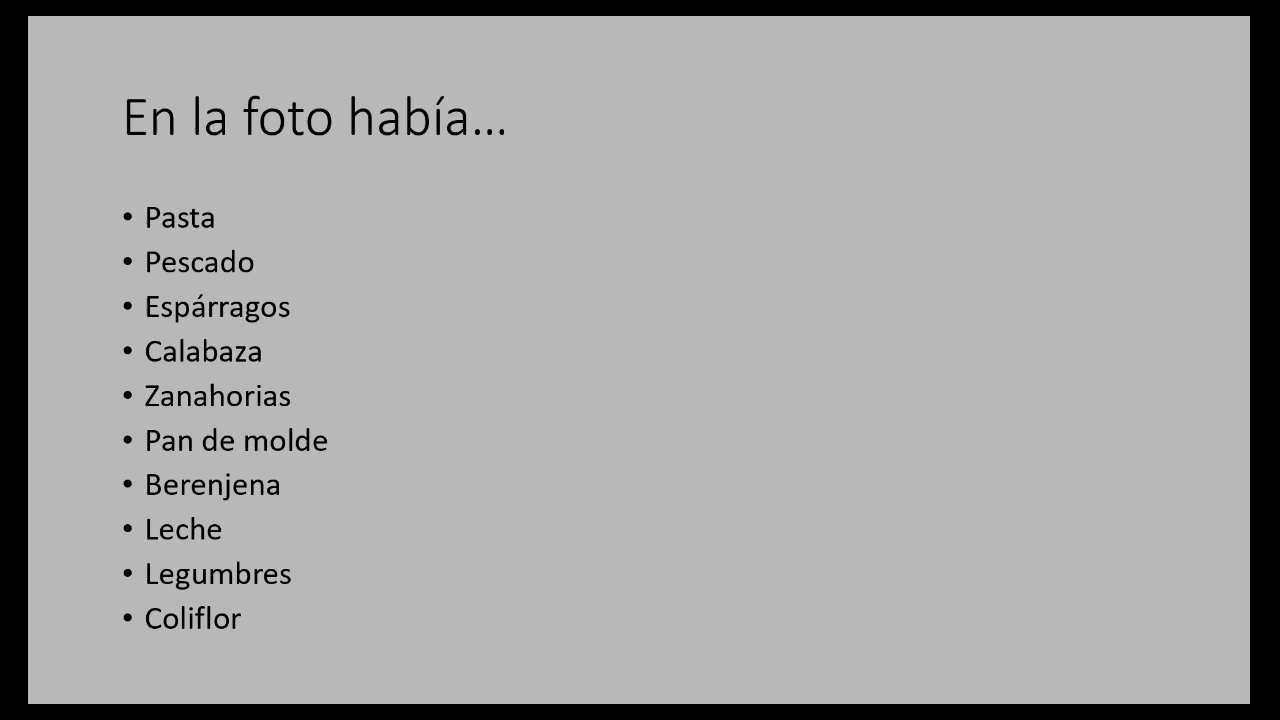 En la foto había...
• Pasta
• Pescado
• Espárragos
• Calabaza
• Zanahorias
• Pan de molde
• Berenjena
• Leche
• Legumbres
• Coliflor